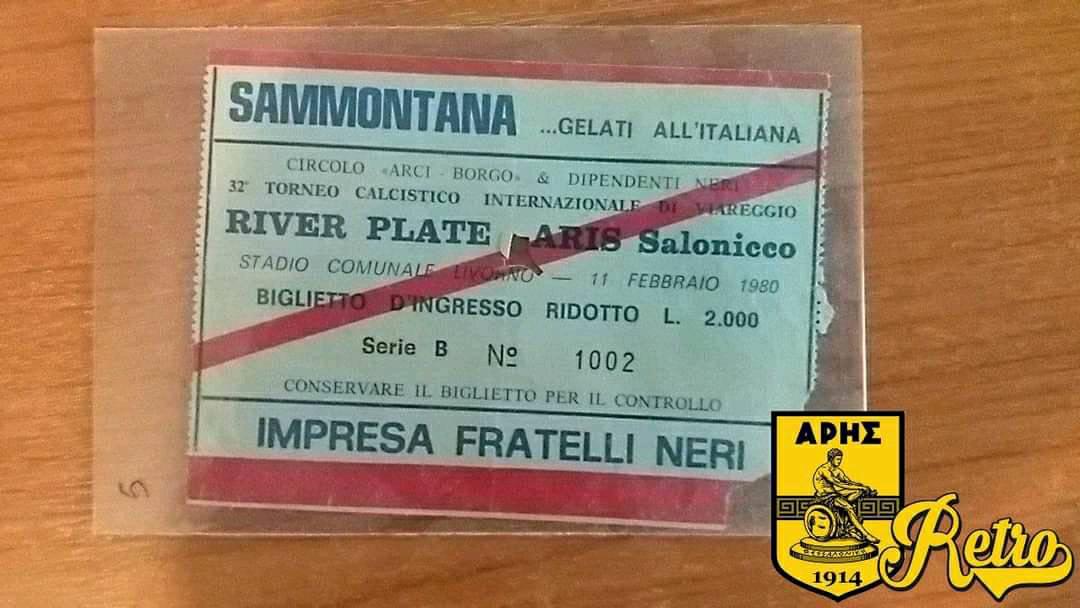 SAMMONTANA ...GELATI ALL'ITALIANA
CIRCOLO «ARCI - BORGO» & DIPENDENTI NERI
32° TORNEO CALCISTICO INTERNAZIONALE DI VIAREGGIO
RIVER PLATE - ARIS Salonicco
STADIO COMUNALE LIVORNO — 11 FEBBRAIO 1980
BIGLIETTO D'INGRESSO RIDOTTO L. 2.000
Serie B Nº 1002
CONSERVARE IL BIGLIETTO PER IL CONTROLLO
IMPRESA FRATELLI NERI
5
ΑΡΗΣ
ΘΕΣΣΑΛΟΝΙΚΗ
1914
Retro